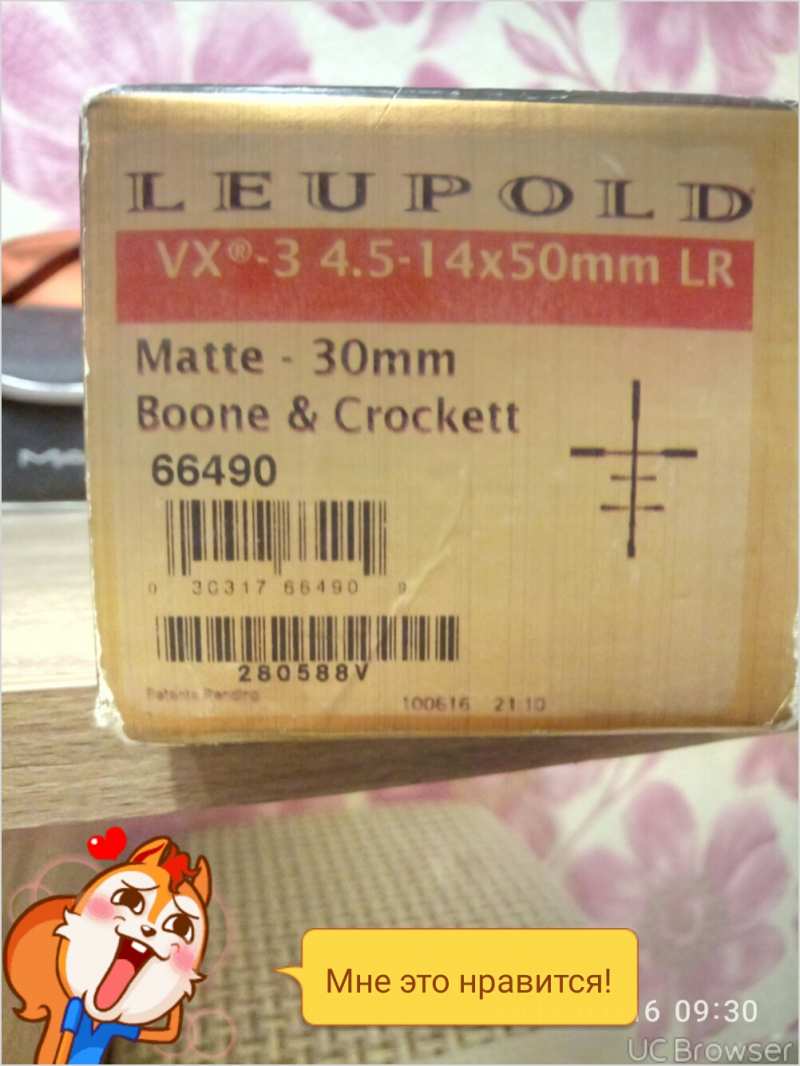 LEUPOLD
VX®-3 4.5-14x50mm LR
Matte - 30mm
Boone & Crockett
66490
0 30317 66490 9
280588V
Patents Pending
100616 21 10
Мне это нравится!
16 09:30
UC Browser